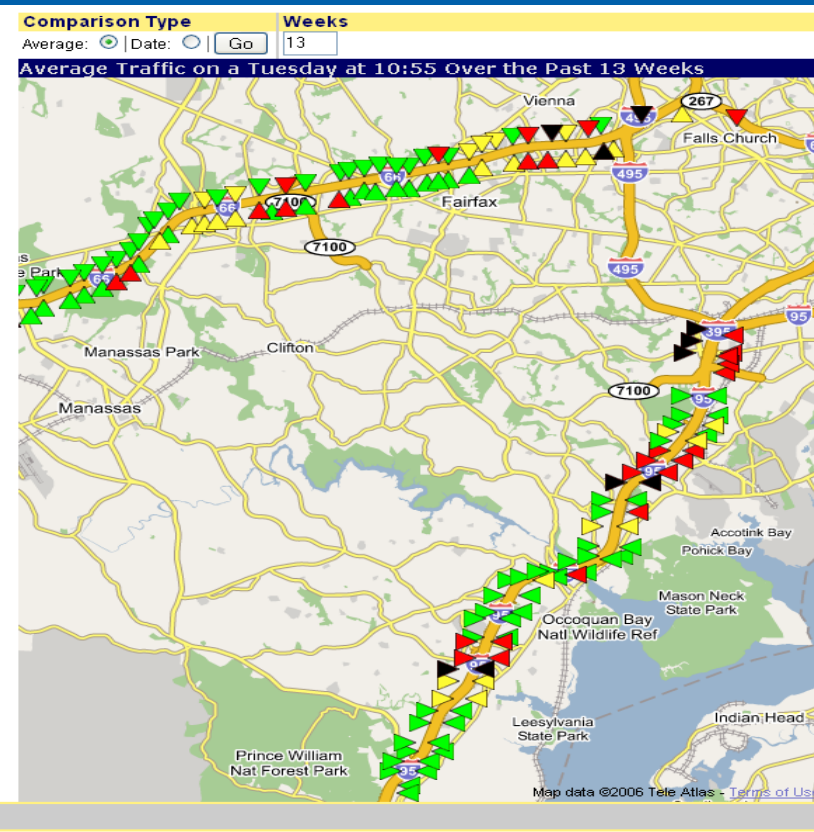 Comparison Type Weeks
Average: | Date: | Go 13
Average Traffic on a Tuesday at 10:55 Over the Past 13 Weeks
Vienna
267
495
Falls Church
66
495
7100
Fairfax
66
7100
495
66
395
95
Manassas Park
Clifton
7100
95
Manassas
95
Accotink Bay
Pohick Bay
Mason Neck
State Park
95
Occoquan Bay
Natl Wildlife Ref
95
Leesylvania
State Park
Indian Head
Prince William
Nat Forest Park
95
Map data ©2006 Tele Atlas - Terms of Us